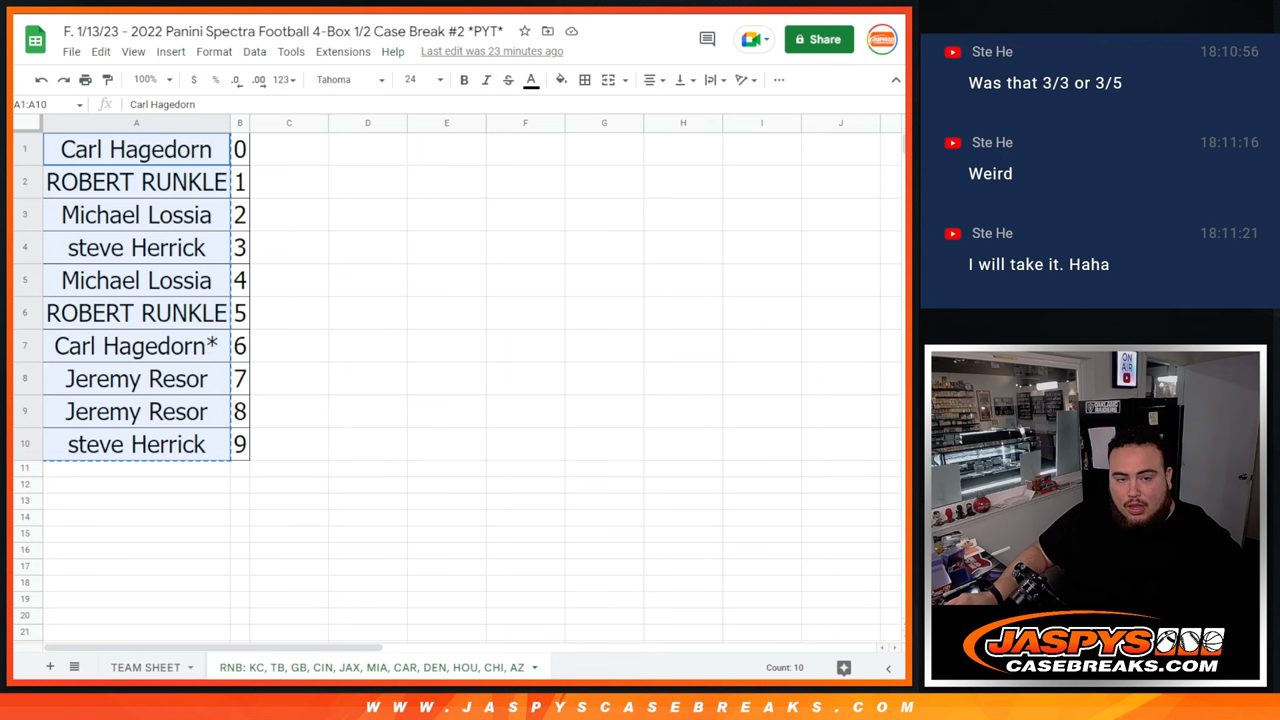 F. 1/13/23 - 2022 Panini Spectra Football 4-Box 1/2 Case Break #2 *PYT*
File Edit View Insert Format Data Tools Extensions Help Last edit was 23 minutes ago
Share
100% $ % .0 .00 123 Tahoma 24 B I S A
A1:A10 fx Carl Hagedorn
A B C D E F G H I J
1 Carl Hagedorn 0
2 ROBERT RUNKLE 1
3 Michael Lossia 2
4 steve Herrick 3
5 Michael Lossia 4
6 ROBERT RUNKLE 5
7 Carl Hagedorn* 6
8 Jeremy Resor 7
9 Jeremy Resor 8
10 steve Herrick 9
11
12
13
14
15
16
17
18
19
20
21
TEAM SHEET RNB: KC, TB, GB, CIN, JAX, MIA, CAR, DEN, HOU, CHI, AZ Count: 10
Ste He 18:10:56
Was that 3/3 or 3/5
Ste He 18:11:16
Weird
Ste He 18:11:21
I will take it. Haha
ON
AIR
JASPYS
CASEBREAKS.COM
WWW.JASPYSCASEBREAKS.COM